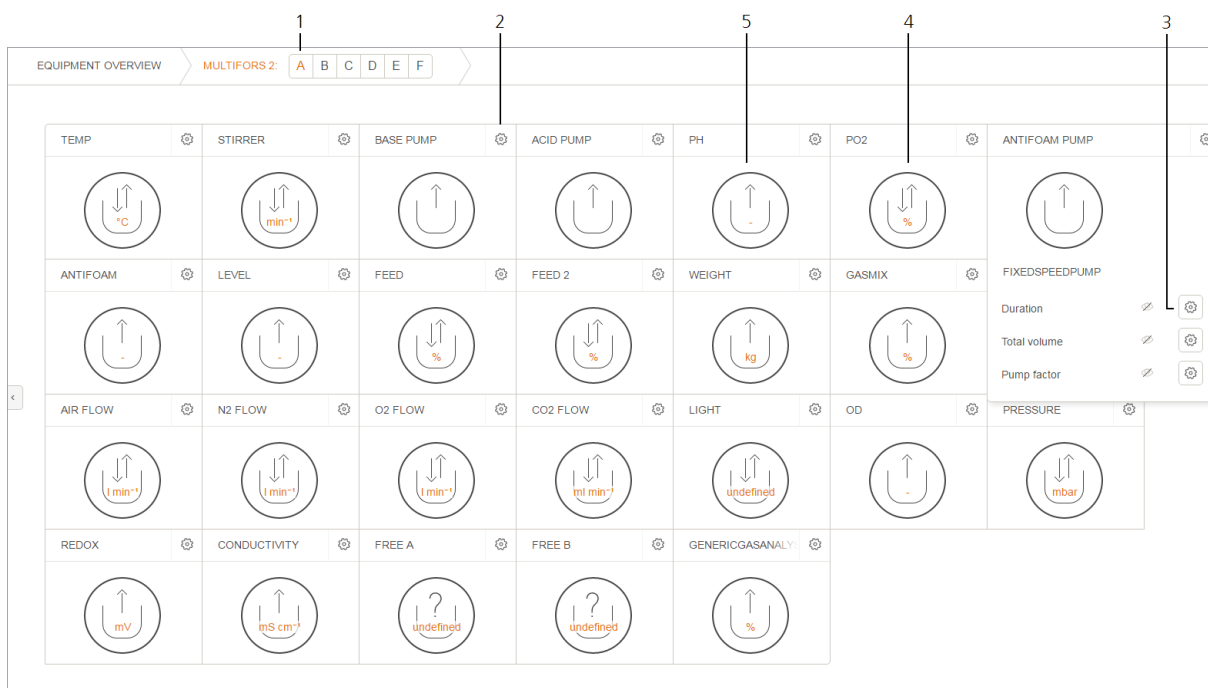 1 2 5 4 3
EQUIPMENT OVERVIEW MULTIFORS 2: A B C D E F
TEMP STIRRER BASE PUMP ACID PUMP PH PO2 ANTIFOAM PUMP
°C min⁻¹ - %
ANTIFOAM LEVEL FEED FEED 2 WEIGHT GASMIX FIXEDSPEEDPUMP
Duration
- - % % kg % Total volume
Pump factor
AIR FLOW N2 FLOW O2 FLOW CO2 FLOW LIGHT OD PRESSURE
l min⁻¹ l min⁻¹ l min⁻¹ ml min⁻¹ undefined - mbar
REDOX CONDUCTIVITY FREE A FREE B GENERICGASANALY
? ?
mV mS cm⁻¹ undefined undefined %